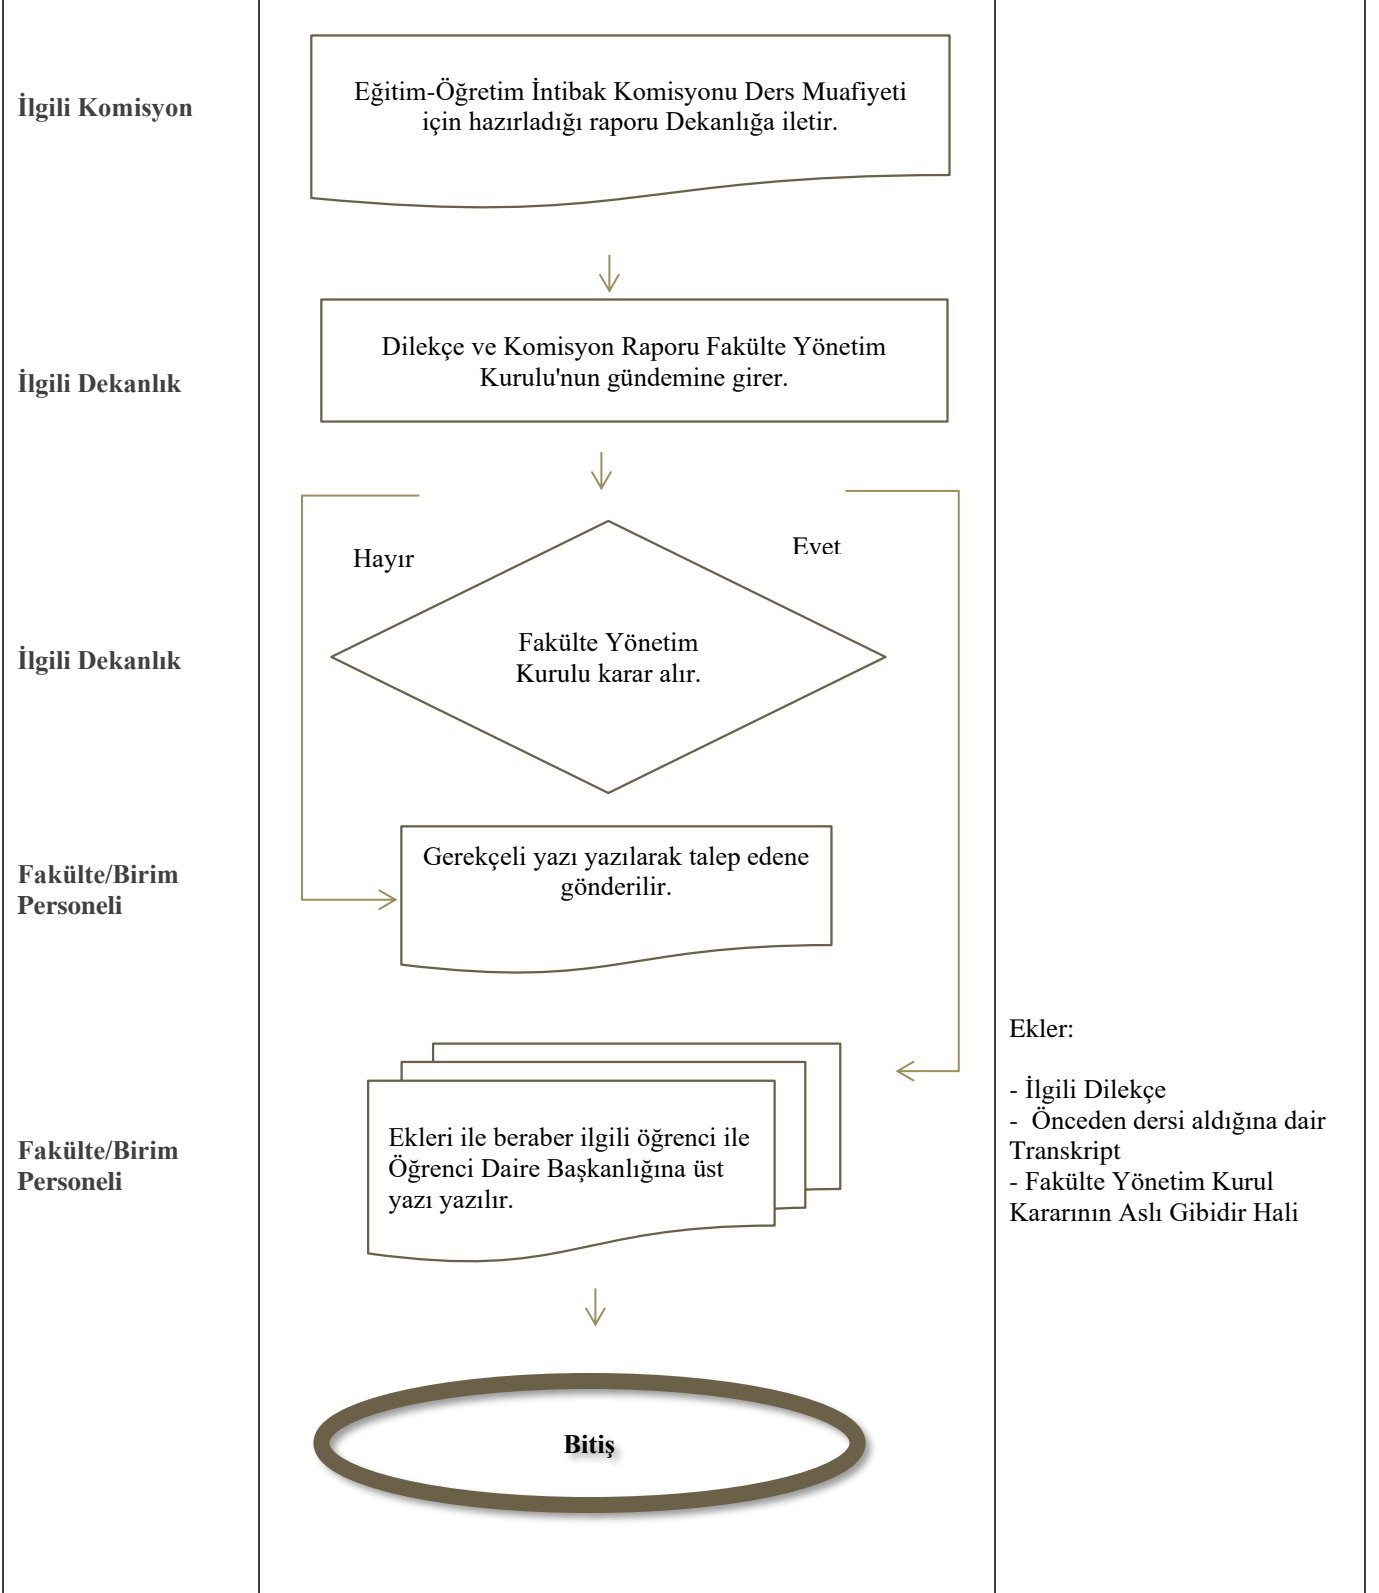 İlgili Komisyon
Eğitim-Öğretim İntibak Komisyonu Ders Muafiyeti
için hazırladığı raporu Dekanlığa iletir.
İlgili Dekanlık
Dilekçe ve Komisyon Raporu Fakülte Yönetim
Kurulu'nun gündemine girer.
Hayır
Evet
İlgili Dekanlık
Fakülte Yönetim
Kurulu karar alır.
Fakülte/Birim
Personeli
Gerekçeli yazı yazılarak talep edene
gönderilir.
Fakülte/Birim
Personeli
Ekleri ile beraber ilgili öğrenci ile
Öğrenci Daire Başkanlığına üst
yazı yazılır.
Ekler:
- İlgili Dilekçe
- Önceden dersi aldığına dair
Transkript
- Fakülte Yönetim Kurul
Kararının Aslı Gibidir Hali
Bitiş